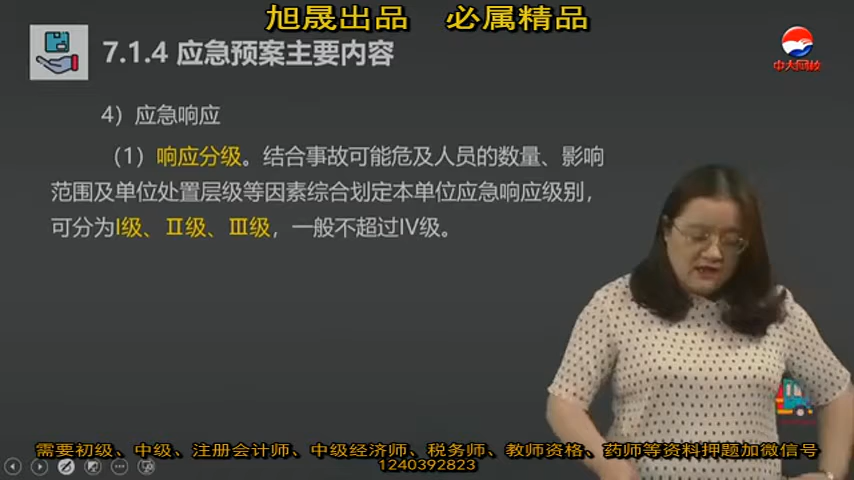 旭晟出品 必属精品
7.1.4 应急预案主要内容
中大网校
4）应急响应
（1）响应分级。结合事故可能危及人员的数量、影响
范围及单位处置层级等因素综合划定本单位应急响应级别，
可分为Ⅰ级、Ⅱ级、Ⅲ级，一般不超过Ⅳ级。
需要初级、中级、注册会计师、中级经济师、税务师、教师资格、药师等资料押题加微信号
1240392823